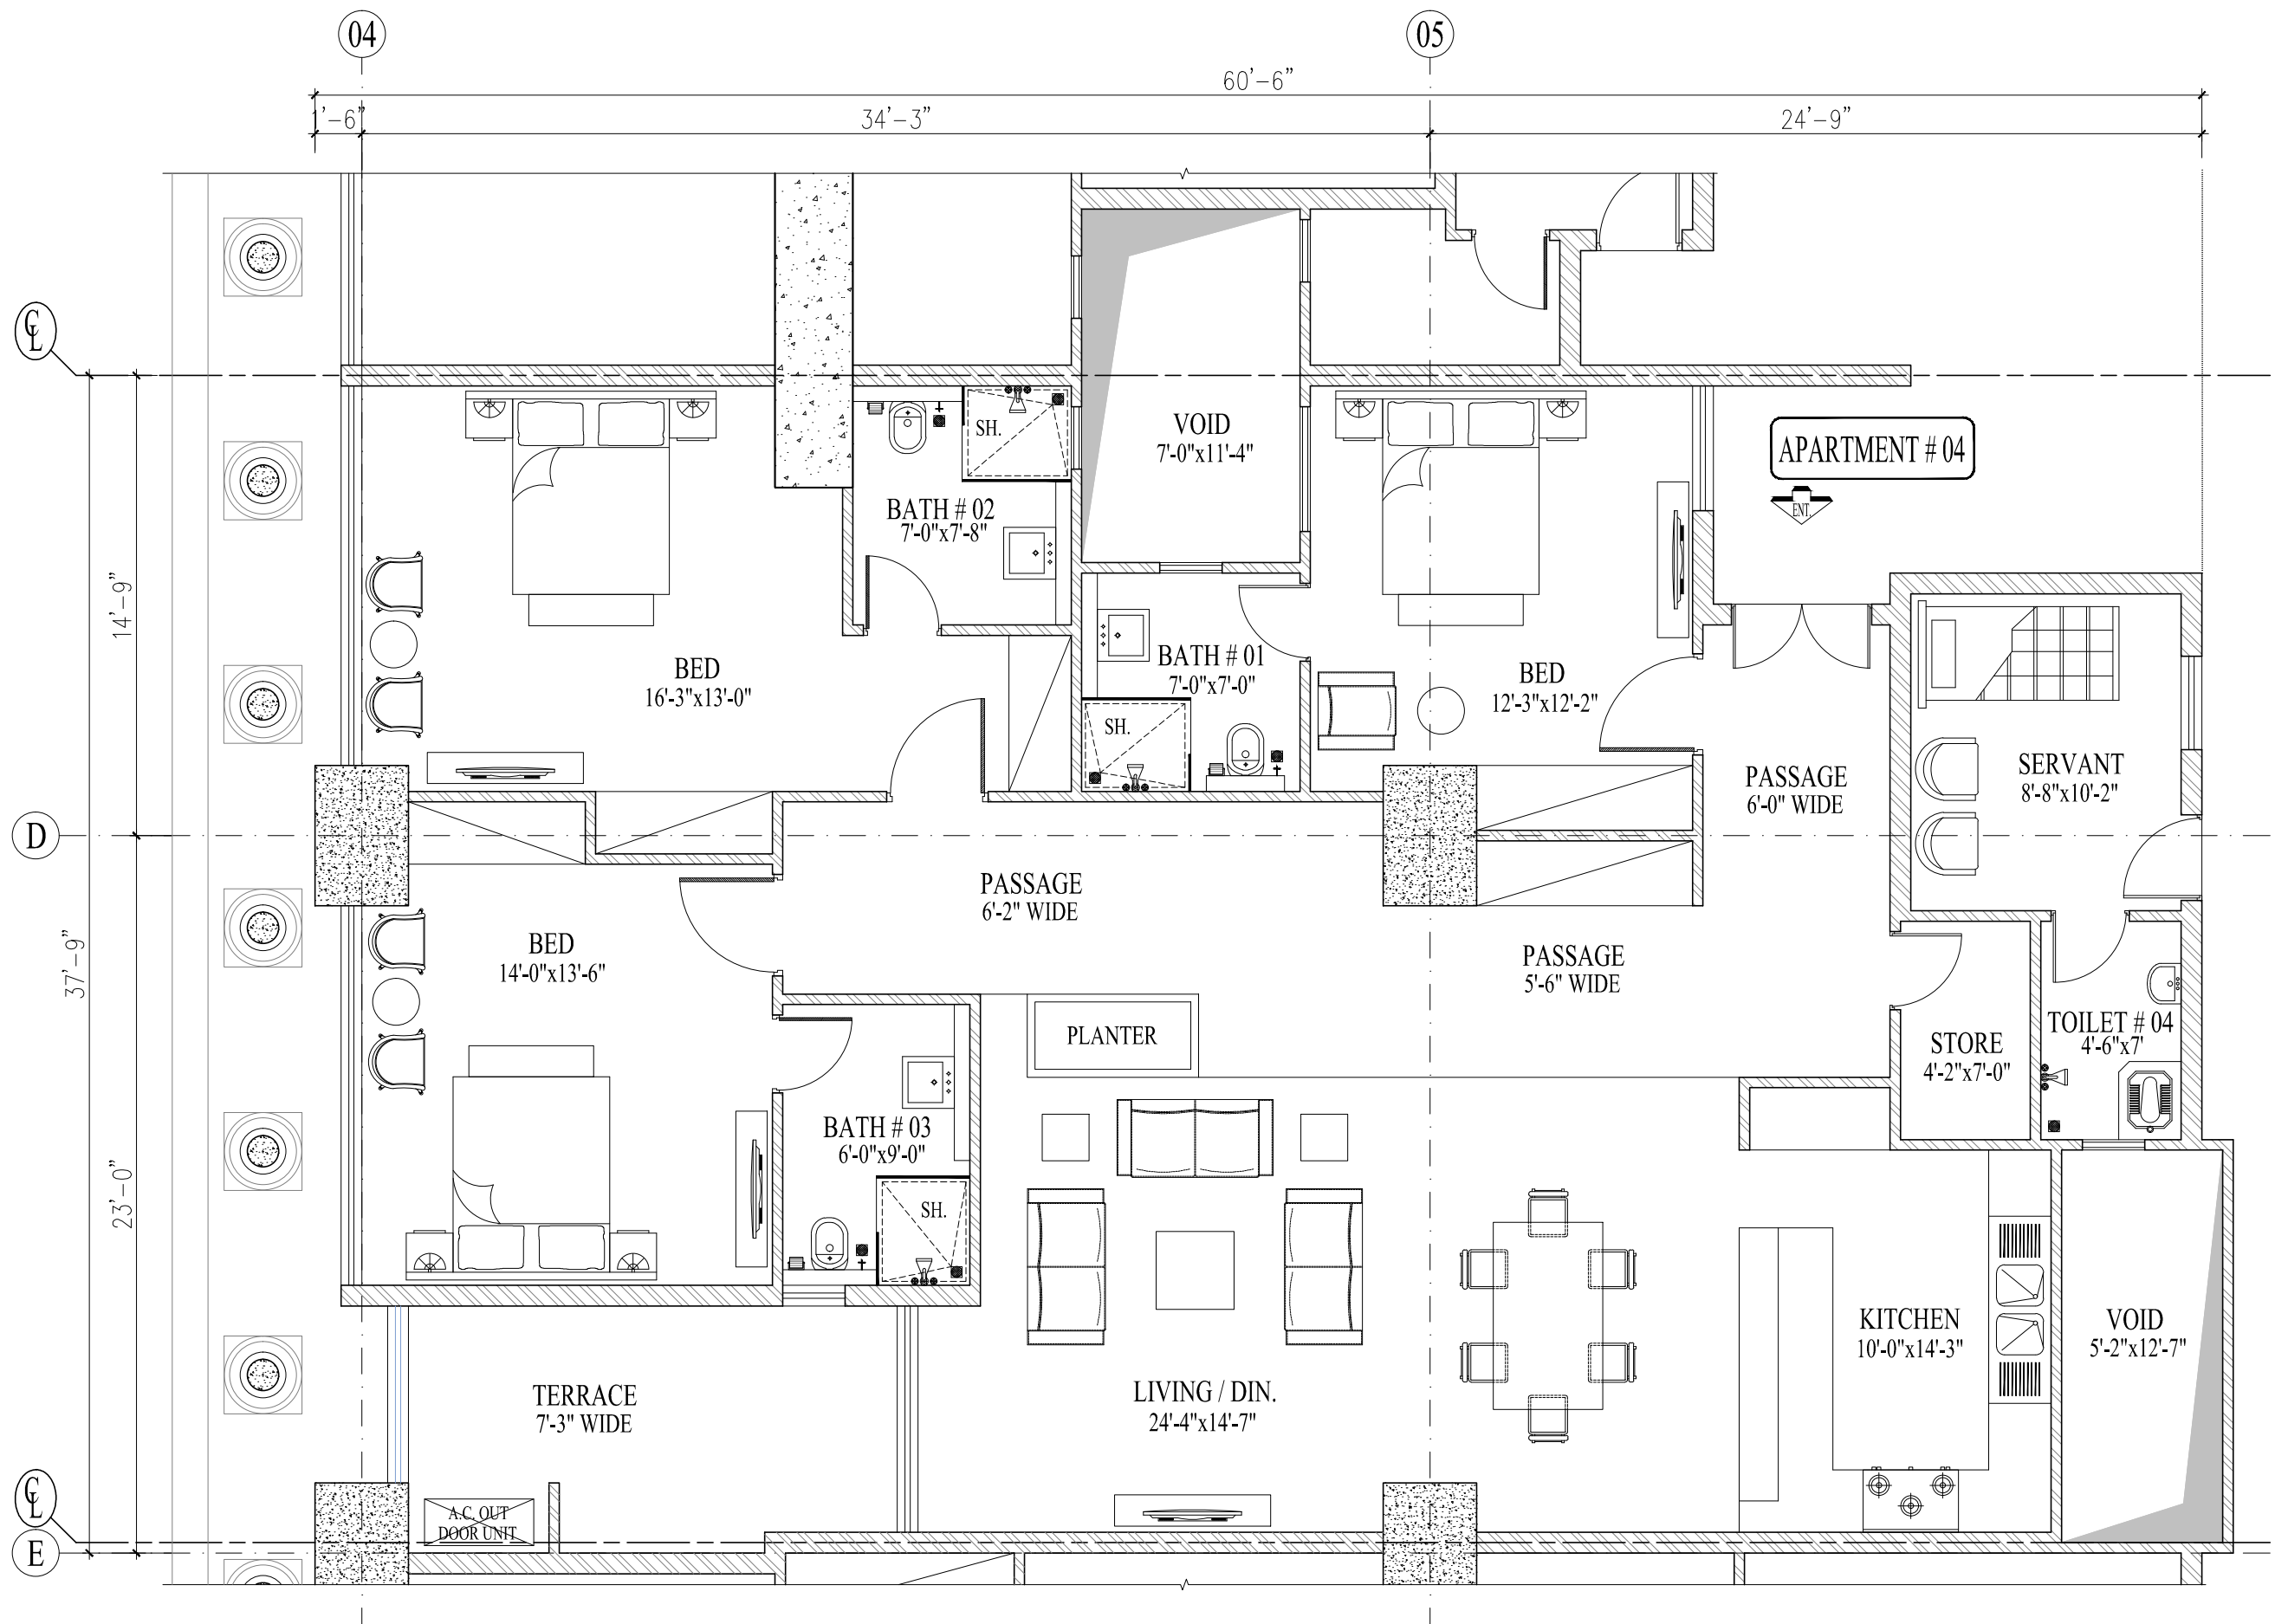 04
05
60'-6"
1'-6"
34'-3"
24'-9"
CL
VOID
7'-0"x11'-4"
SH.
APARTMENT # 04
ENT.
BATH # 02
7'-0"x7'-8"
14'-9"
BED
16'-3"x13'-0"
BATH # 01
7'-0"x7'-0"
SH.
BED
12'-3"x12'-2"
PASSAGE
6'-0" WIDE
SERVANT
8'-8"x10'-2"
D
PASSAGE
6'-2" WIDE
37'-9"
BED
14'-0"x13'-6"
PASSAGE
5'-6" WIDE
PLANTER
STORE
4'-2"x7'-0"
TOILET # 04
4'-6"x7'
BATH # 03
6'-0"x9'-0"
23'-0"
SH.
KITCHEN
10'-0"x14'-3"
VOID
5'-2"x12'-7"
TERRACE
7'-3" WIDE
LIVING / DIN.
24'-4"x14'-7"
CL
A.C. OUT
DOOR UNIT
E